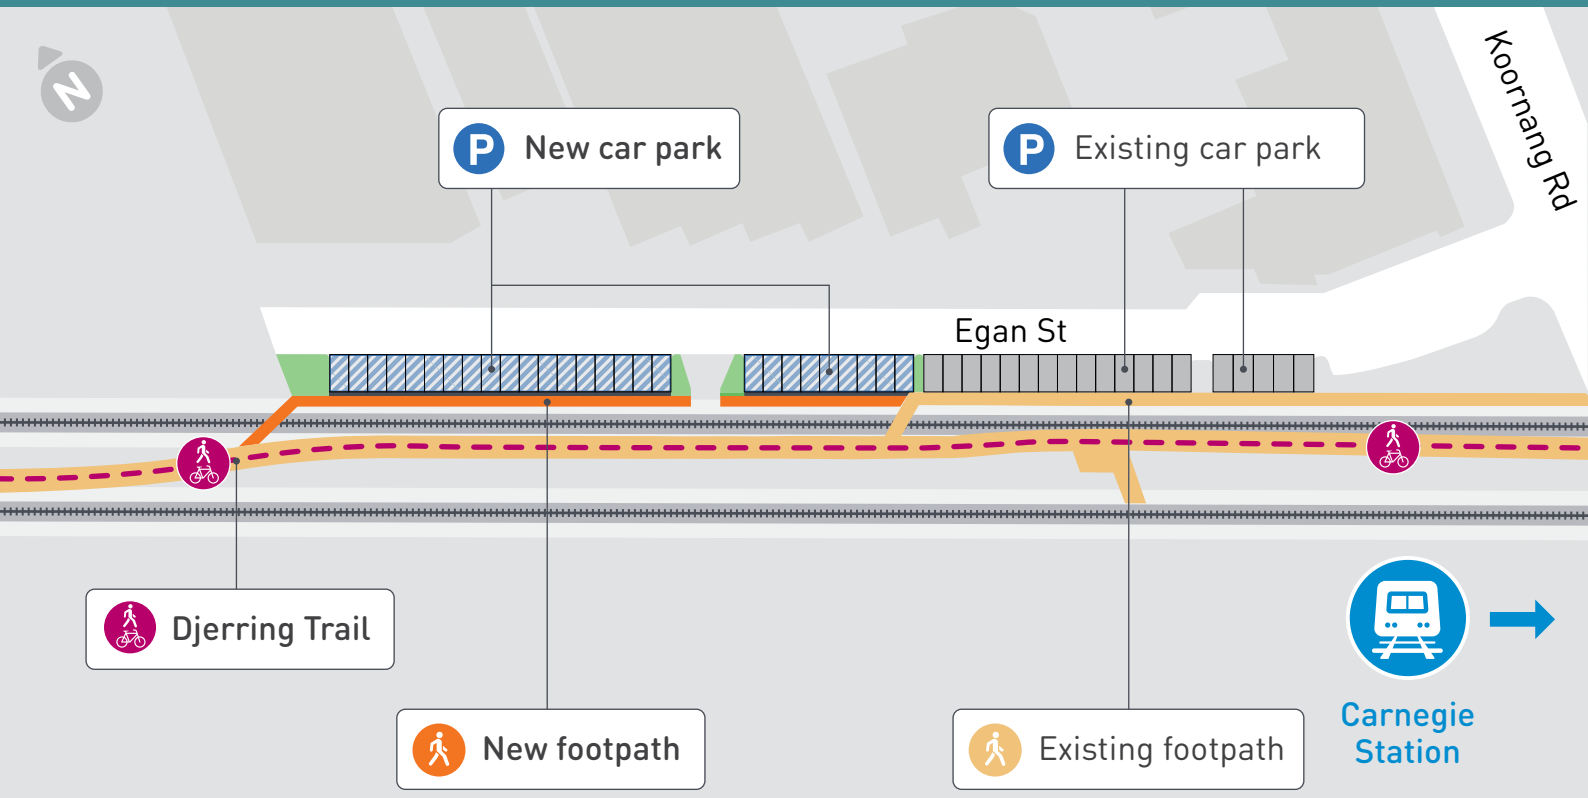 N
Koornang Rd
P New car park
P Existing car park
Egan St
Djerring Trail
New footpath
Existing footpath
Carnegie
Station